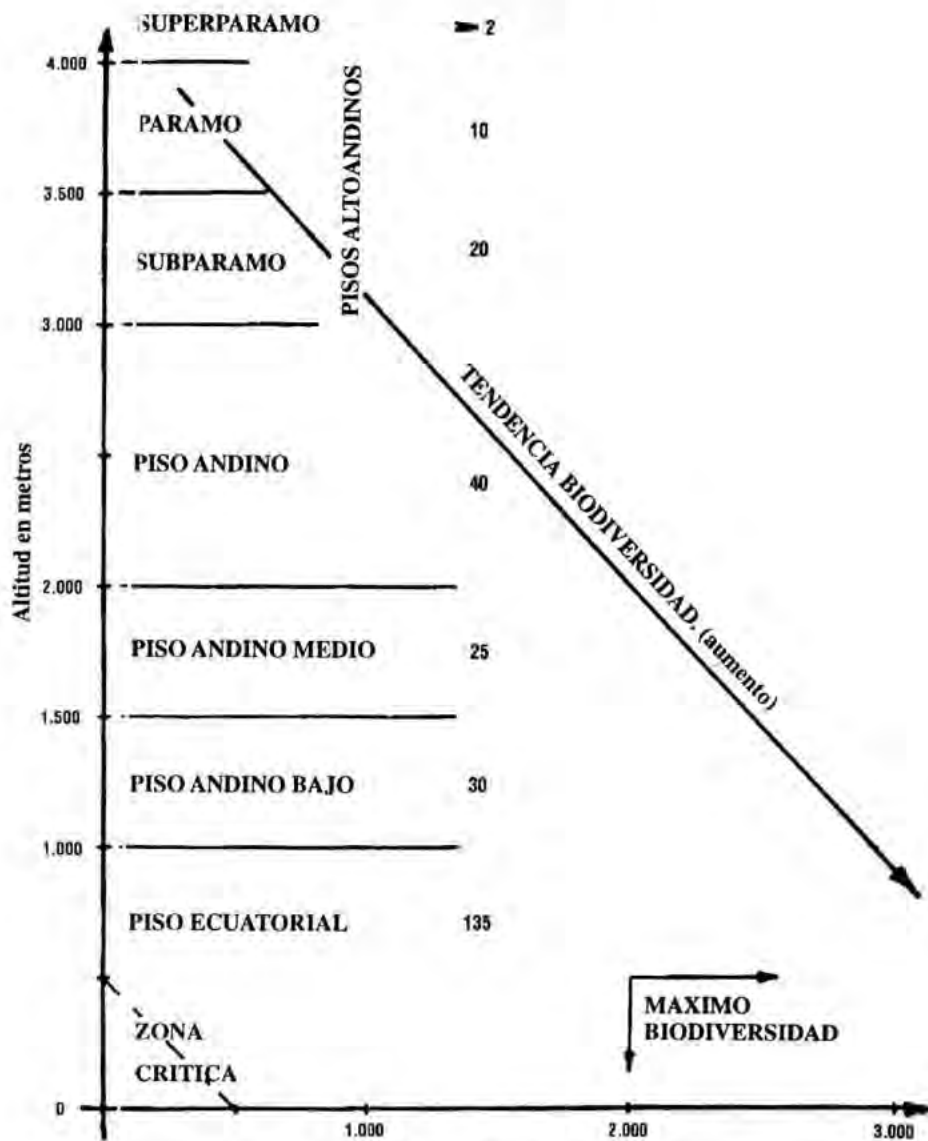 SUPERPARAMO 2
4.000
PARAMO 10
PISOS ALTOANDINOS
3.500
SUBPARAMO 20
3.000
TENDENCIA BIODIVERSIDAD. (aumento)
Altitud en metros
PISO ANDINO 40
2.000
PISO ANDINO MEDIO 25
1.500
PISO ANDINO BAJO 30
1.000
PISO ECUATORIAL 135
MAXIMO
BIODIVERSIDAD
ZONA
CRITICA
0
1.000 2.000 3.000